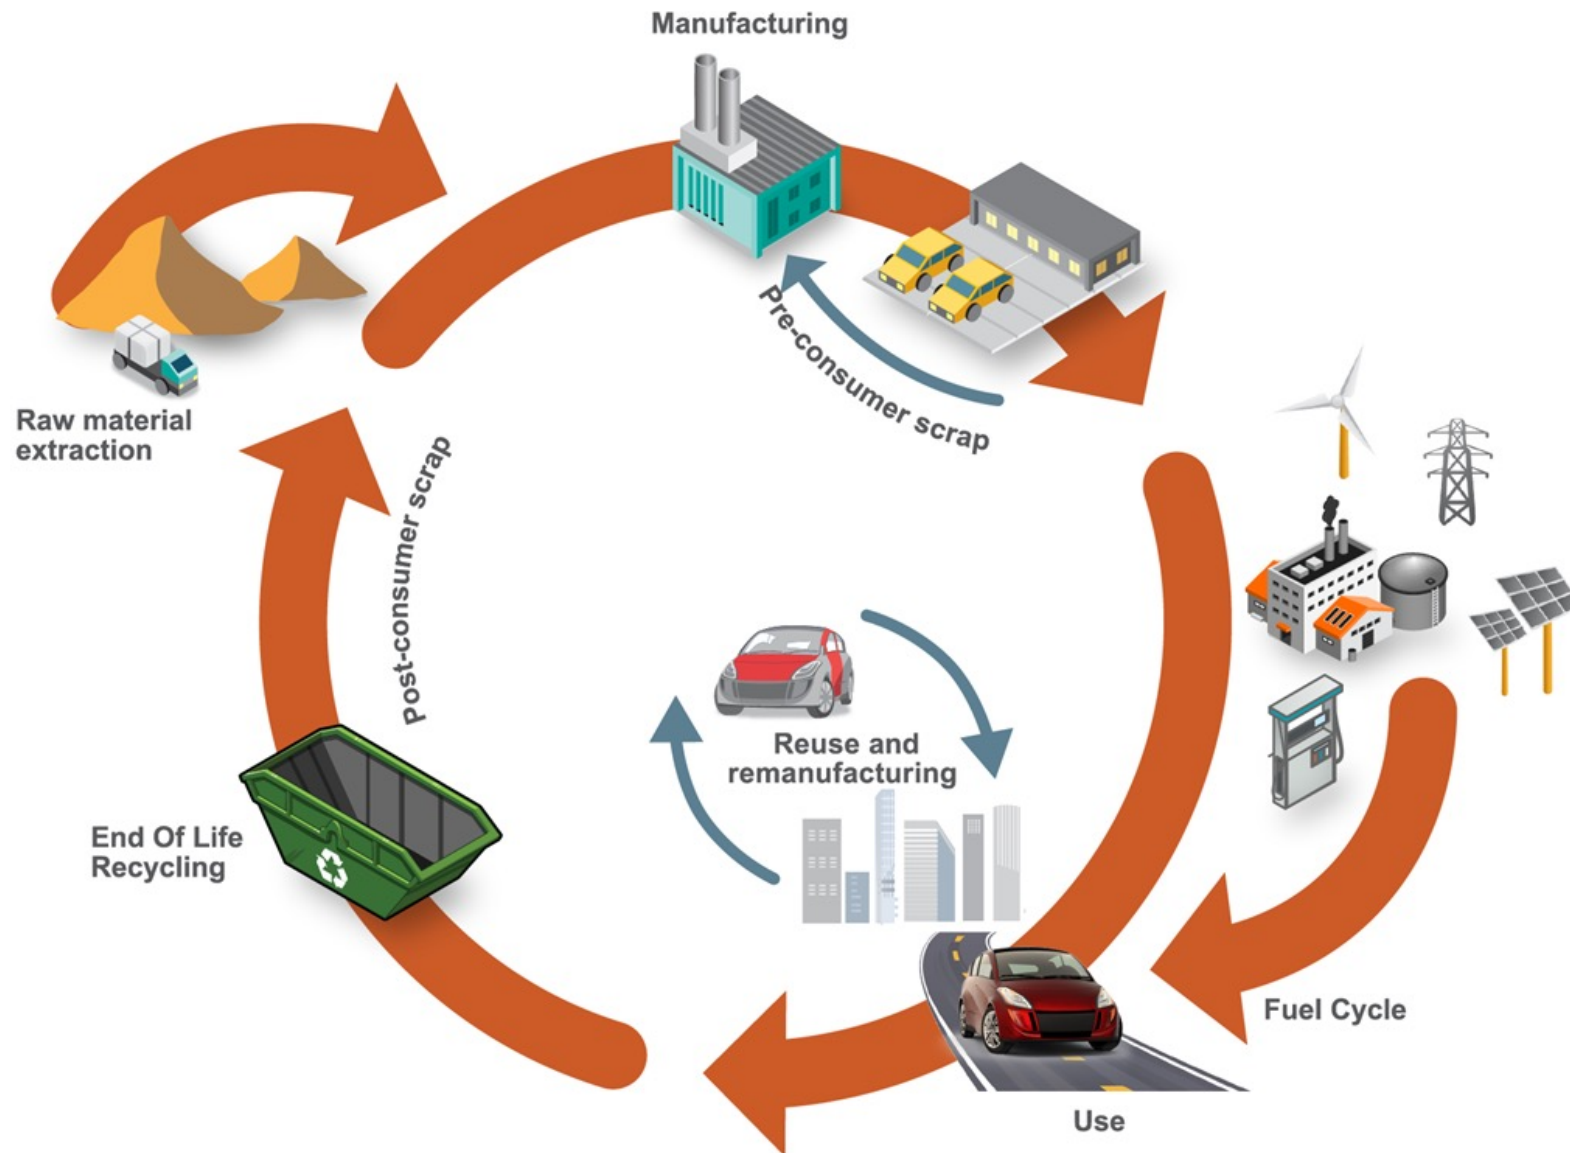 Manufacturing
Raw material
extraction
Pre-consumer scrap
Post-consumer scrap
Reuse and
remanufacturing
End Of Life
Recycling
Fuel Cycle
Use